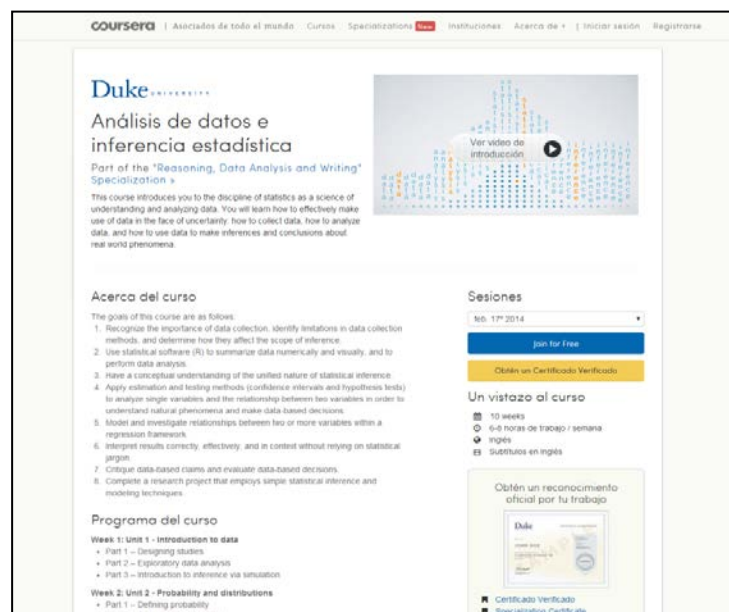 coursera | Asociados de todo el mundo Cursos Specializations New Instituciones Acerca de | Iniciar sesión Registrarse
Duke UNIVERSITY
Análisis de datos e
inferencia estadística
Part of the "Reasoning, Data Analysis and Writing"
Specialization »
This course introduces you to the discipline of statistics as a science of
understanding and analyzing data. You will learn how to effectively make
use of data in the face of uncertainty: how to collect data, how to analyze
data, and how to use data to make inferences and conclusions about
real world phenomena.
Ver video de
introducción
Acerca del curso
The goals of this course are as follows:
1. Recognize the importance of data collection, identify limitations in data collection
methods, and determine how they affect the scope of inference.
2. Use statistical software (R) to summarize data numerically and visually, and to
perform data analysis.
3. Have a conceptual understanding of the unified nature of statistical inference.
4. Apply estimation and testing methods (confidence intervals and hypothesis tests)
to analyze single variables and the relationship between two variables in order to
understand natural phenomena and make data-based decisions.
5. Model and investigate relationships between two or more variables within a
regression framework.
6. Interpret results correctly, effectively, and in context without relying on statistical
jargon.
7. Critique data-based claims and evaluate data-based decisions.
8. Complete a research project that employs simple statistical inference and
modeling techniques.
Programa del curso
Week 1: Unit 1 - Introduction to data
• Part 1 – Designing studies
• Part 2 – Exploratory data analysis
• Part 3 – Introduction to inference via simulation
Week 2: Unit 2 - Probability and distributions
• Part 1 – Defining probability
Sesiones
feb. 17º 2014
Join for Free
Obtén un Certificado Verificado
Un vistazo al curso
10 weeks
6-8 horas de trabajo / semana
Inglés
Subtítulos en Inglés
Obtén un reconocimiento
oficial por tu trabajo
Duke
Certificado Verificado
Specialization Certificate